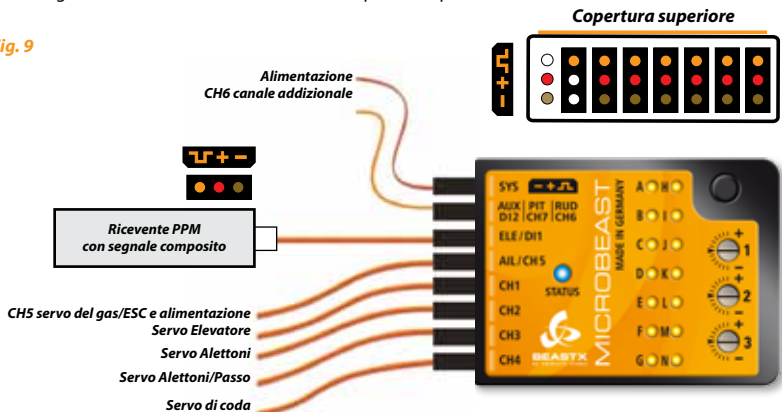 Copertura superiore
ig. 9
Alimentazione
CH6 canale addizionale
Ricevente PPM
con segnale composito
CH5 servo del gas/ESC e alimentazione
Servo Elevatore
Servo Alettoni
Servo Alettoni/Passo
Servo di coda
SYS
AUX| PIT |RUD
DI2 |CH7 |CH6
ELE/DI1
AIL/CH5
CH1
CH2
CH3
CH4
STATUS
BEASTX
MICROBEAST
MADE IN GERMANY
A H
B I
C J
D K
E L
F M
G N
+ 1 -
+ 2 -
+ 3 -